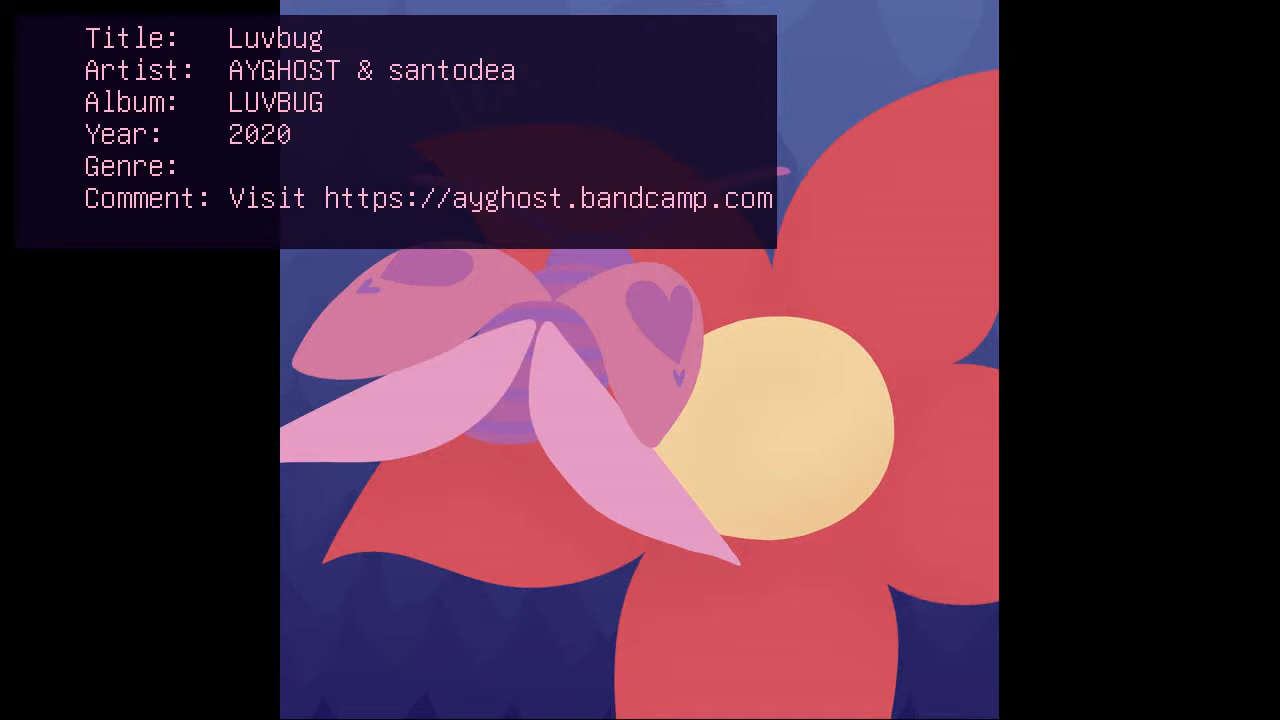 Title: Luvbug
Artist: AYGHOST & santodea
Album: LUVBUG
Year: 2020
Genre:
Comment: Visit https://ayghost.bandcamp.com